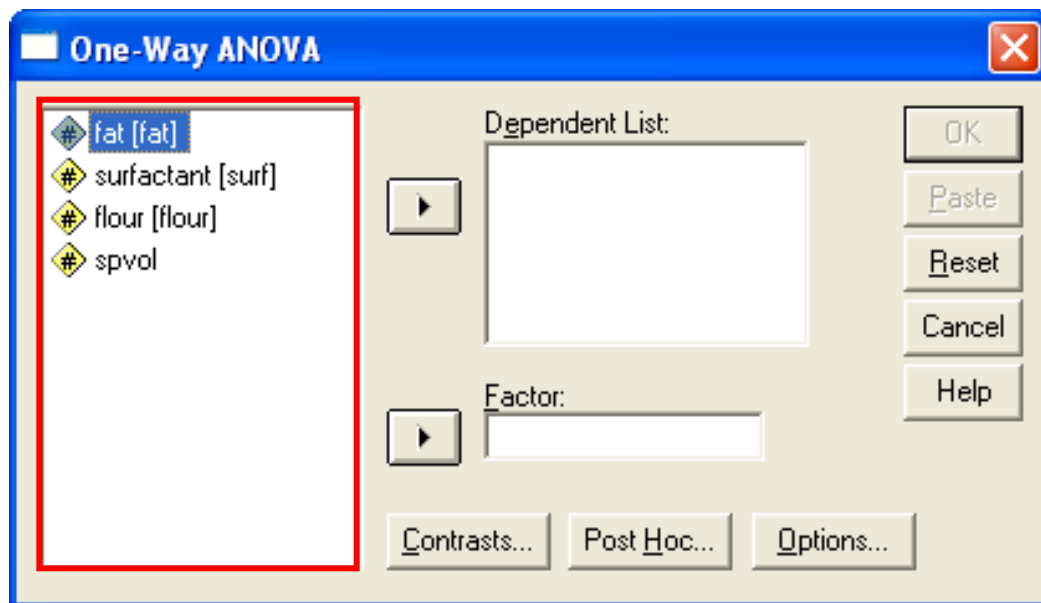 One-Way ANOVA
# fat [fat]
# surfactant [surf]
# flour [flour]
# spvol
Dependent List:
Factor:
OK
Paste
Reset
Cancel
Help
Contrasts...
Post Hoc...
Options...